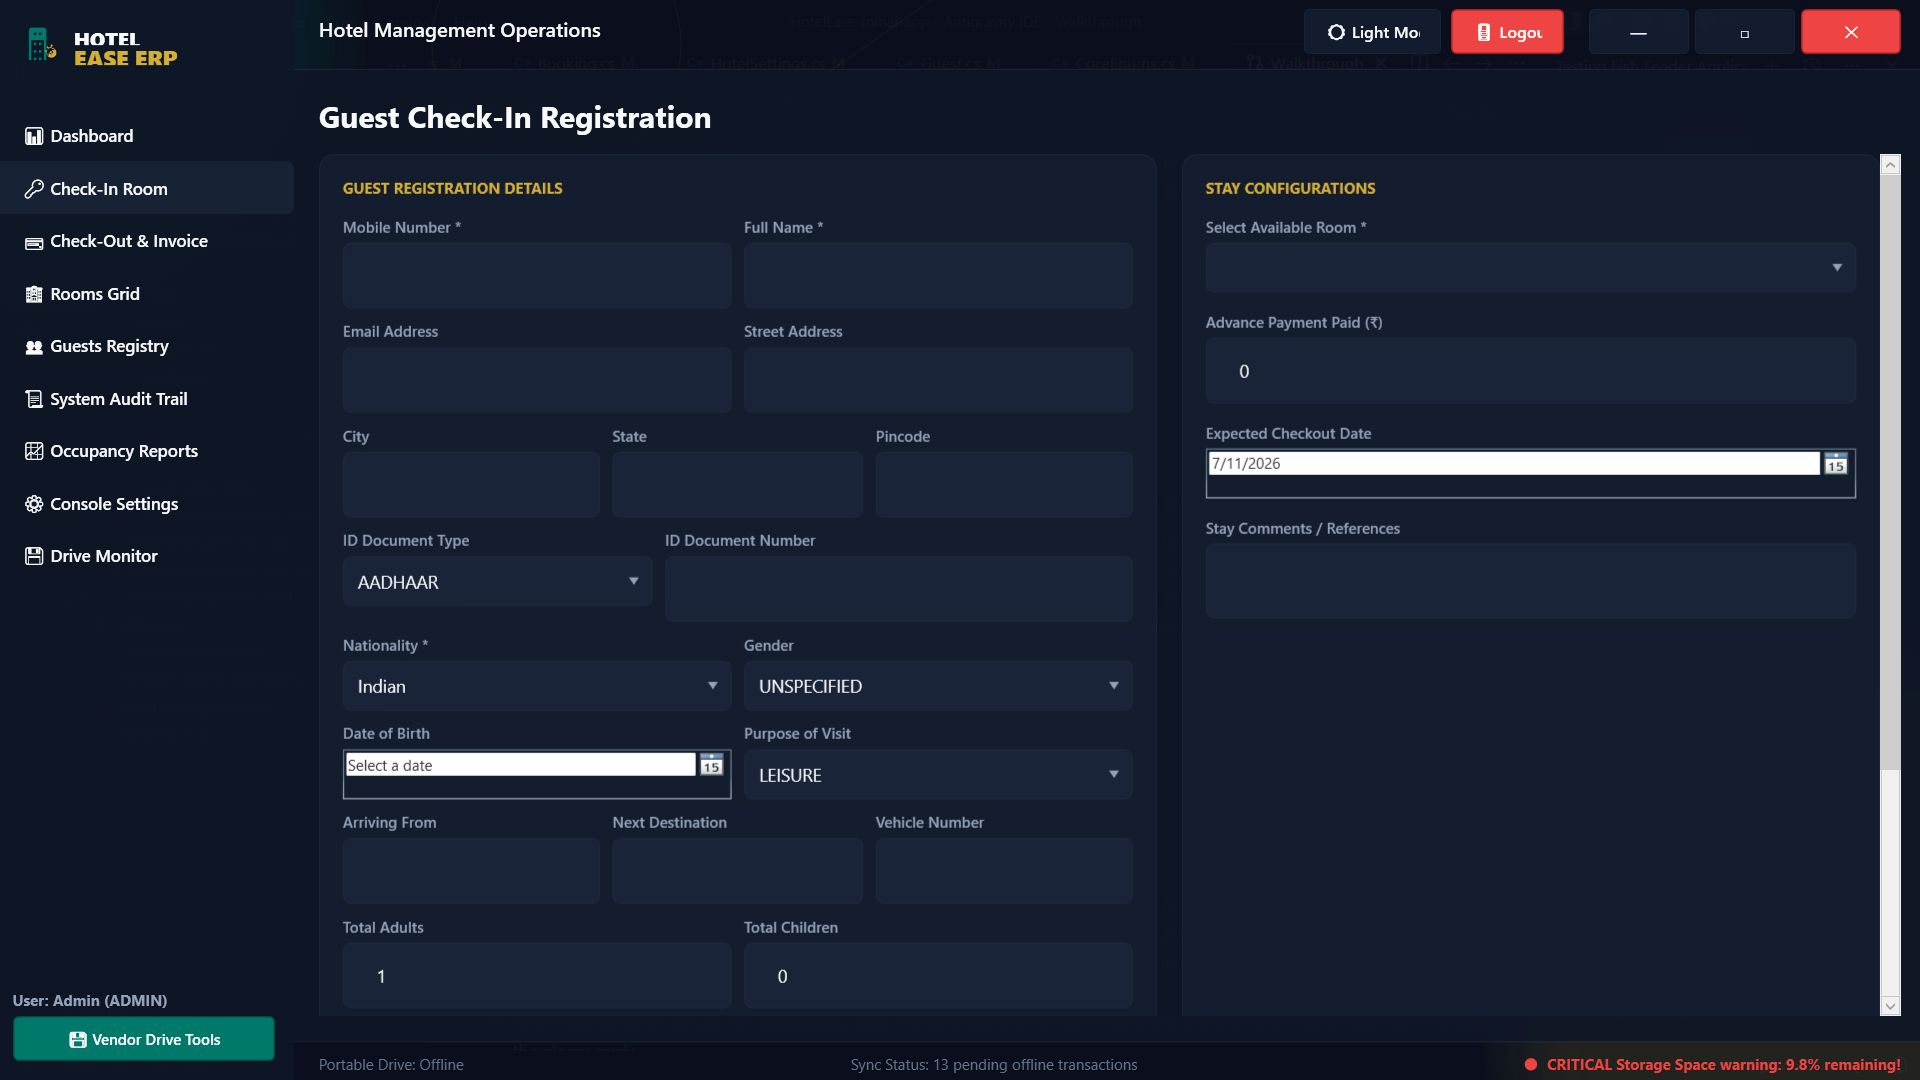 HOTEL
EASE ERP
Hotel Management Operations
Light Mo
Logou
Dashboard
Check-In Room
Check-Out & Invoice
Rooms Grid
Guests Registry
System Audit Trail
Occupancy Reports
Console Settings
Drive Monitor
User: Admin (ADMIN)
Vendor Drive Tools
Guest Check-In Registration
GUEST REGISTRATION DETAILS
Mobile Number *
Full Name *
Email Address
Street Address
City
State
Pincode
ID Document Type
ID Document Number
AADHAAR
Nationality *
Gender
Indian
UNSPECIFIED
Date of Birth
Purpose of Visit
Select a date
15
LEISURE
Arriving From
Next Destination
Vehicle Number
Total Adults
Total Children
1
0
STAY CONFIGURATIONS
Select Available Room *
Advance Payment Paid (₹)
0
Expected Checkout Date
7/11/2026
15
Stay Comments / References
Portable Drive: Offline
Sync Status: 13 pending offline transactions
CRITICAL Storage Space warning: 9.8% remaining!